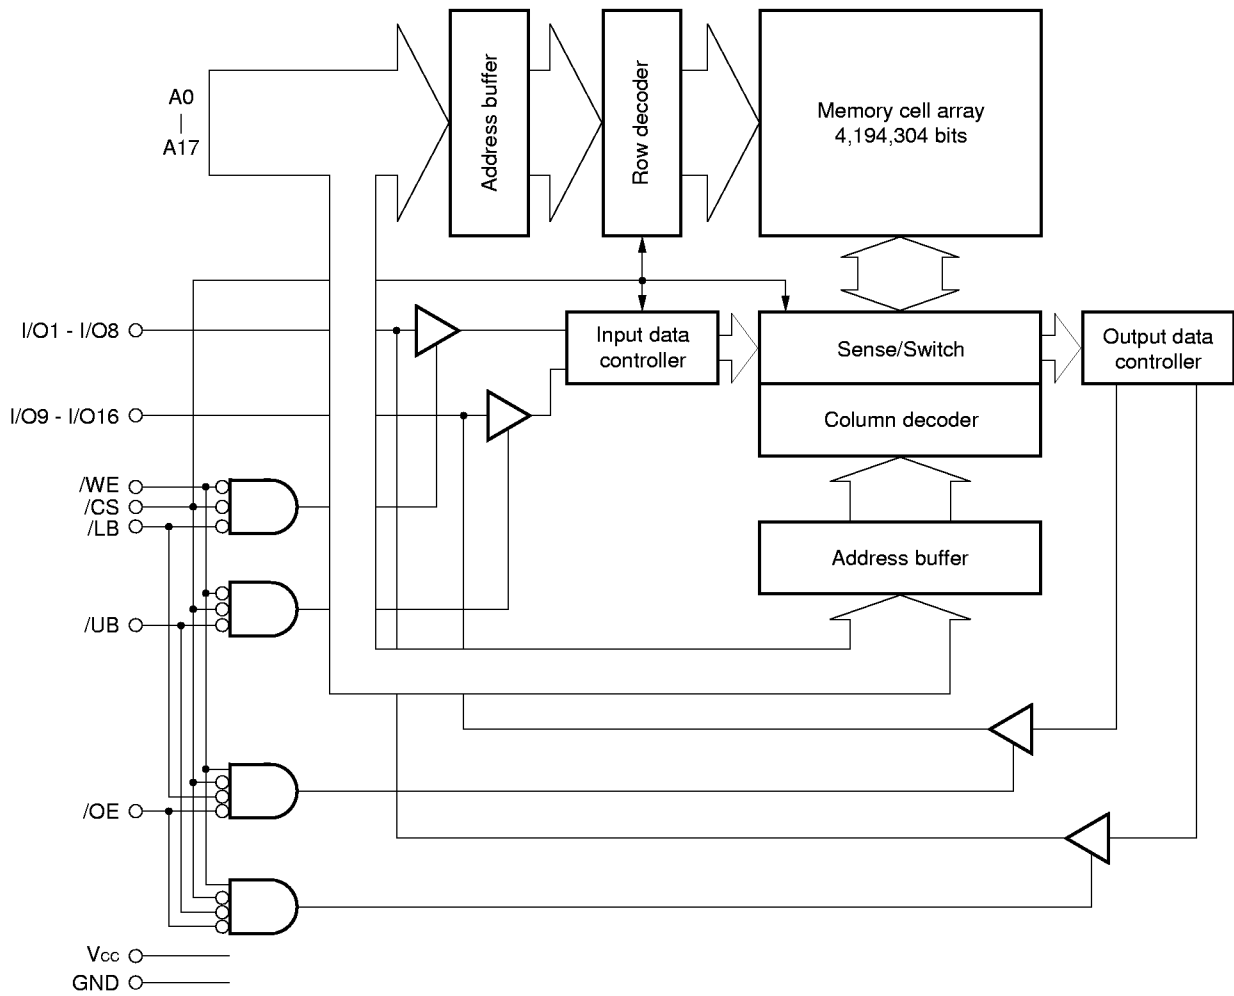 A0
|
A17
Address buffer
Row decoder
Memory cell array
4,194,304 bits
I/O1 - I/O8
Input data
controller
Sense/Switch
Output data
controller
I/O9 - I/O16
Column decoder
/WE
/CS
/LB
Address buffer
/UB
/OE
Vcc
GND